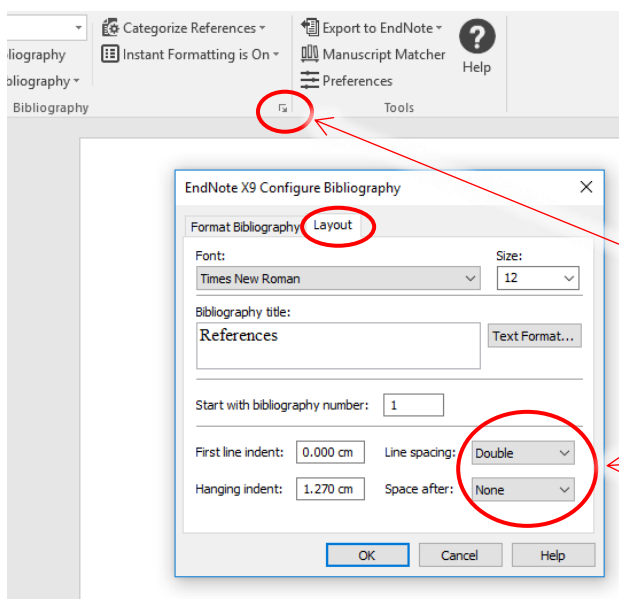 Categorize References
Export to EndNote
liography
Instant Formatting is On
Manuscript Matcher
Help
bliography
Preferences
Bibliography
Tools
EndNote X9 Configure Bibliography
Format Bibliography
Layout
Font:
Size:
Times New Roman
12
Bibliography title:
References
Text Format...
Start with bibliography number:
1
First line indent:
0.000 cm
Line spacing:
Double
Hanging indent:
1.270 cm
Space after:
None
OK
Cancel
Help